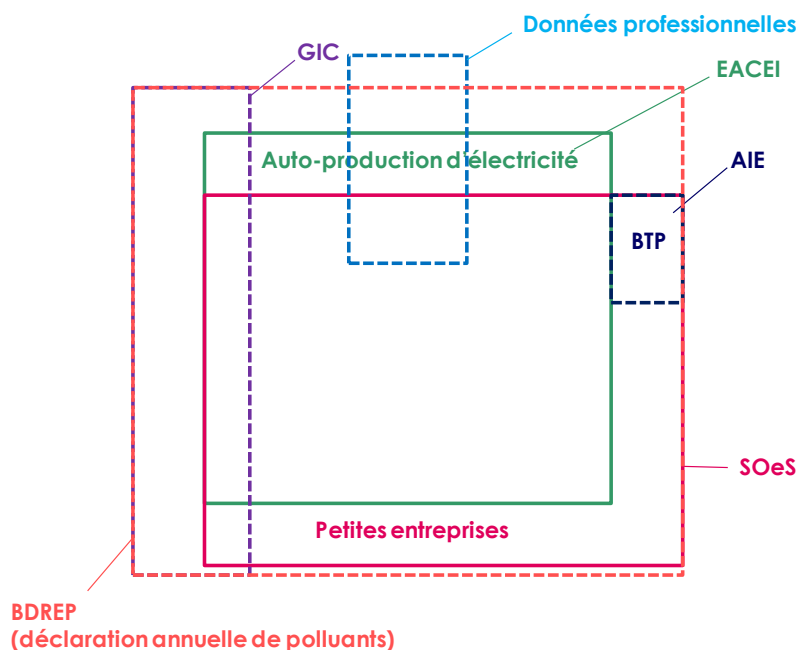 Données professionnelles
GIC
EACEI
Auto-production d'électricité
AIE
BTP
SOeS
Petites entreprises
BDREP
(déclaration annuelle de polluants)